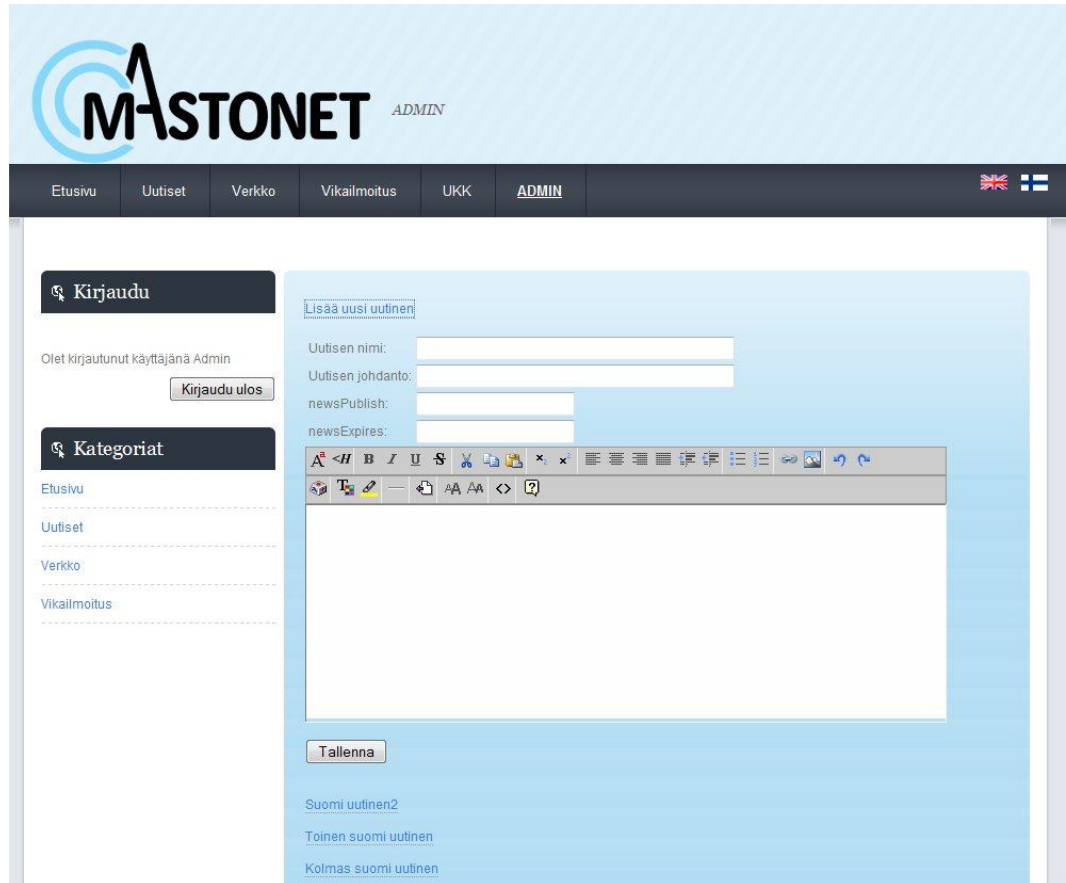 MASTONET ADMIN
Etusivu Uutiset Verkko Vikailmoitus UKK ADMIN
Kirjaudu
Olet kirjautunut käyttäjänä Admin
Kirjaudu ulos
Kategoriat
Etusivu
Uutiset
Verkko
Vikailmoitus
Lisää uusi uutinen
Uutisen nimi:
Uutisen johdanto:
newsPublish:
newsExpires:
Tallenna
Suomi uutinen2
Toinen suomi uutinen
Kolmas suomi uutinen